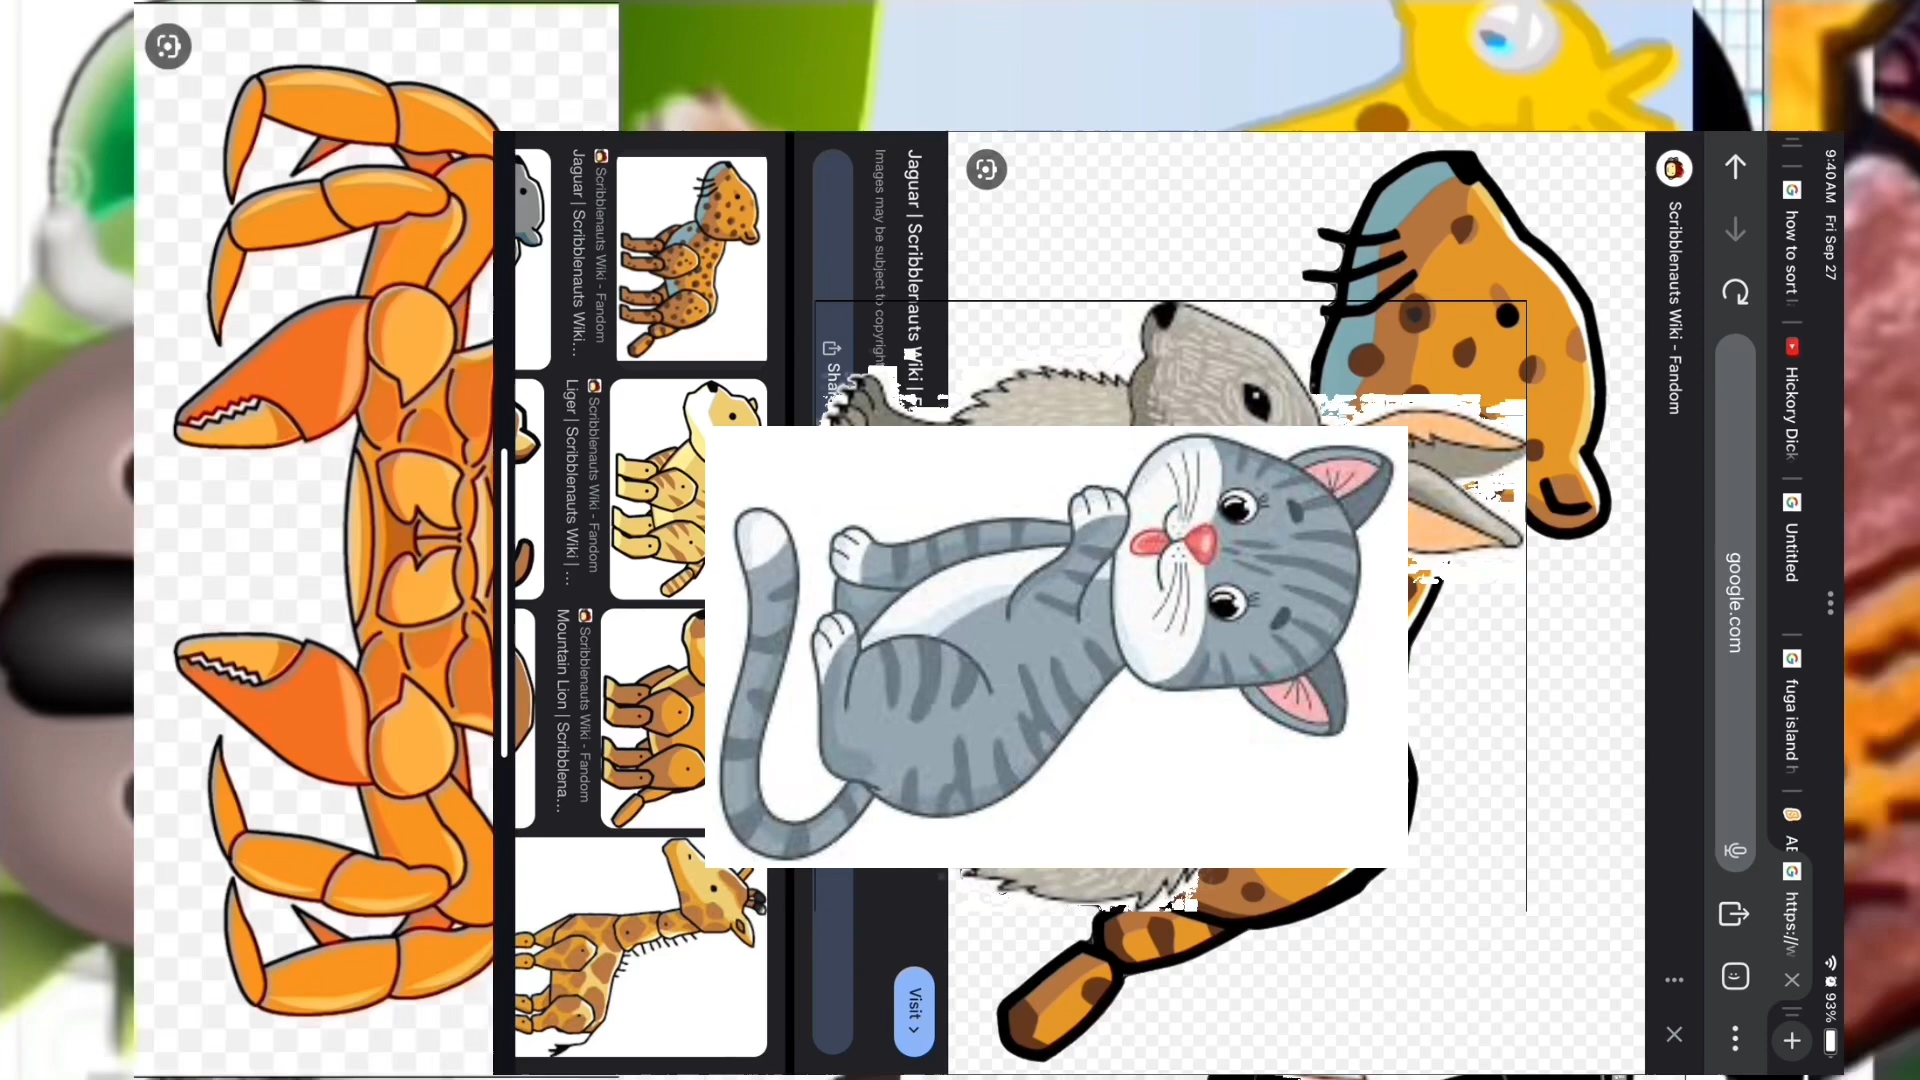 9:40 AM Fri Sep 27
93%
how to sort l
Hickory Dick
Untitled
fuga island h
https://w
google.com
Scribblenauts Wiki - Fandom
Jaguar | Scribblenauts Wiki |
Images may be subject to copyright
Visit >
Scribblenauts Wiki - Fandom
Jaguar | Scribblenauts Wiki...
Scribblenauts Wiki - Fandom
Liger | Scribblenauts Wiki | ...
Scribblenauts Wiki - Fandom
Mountain Lion | Scribblena...